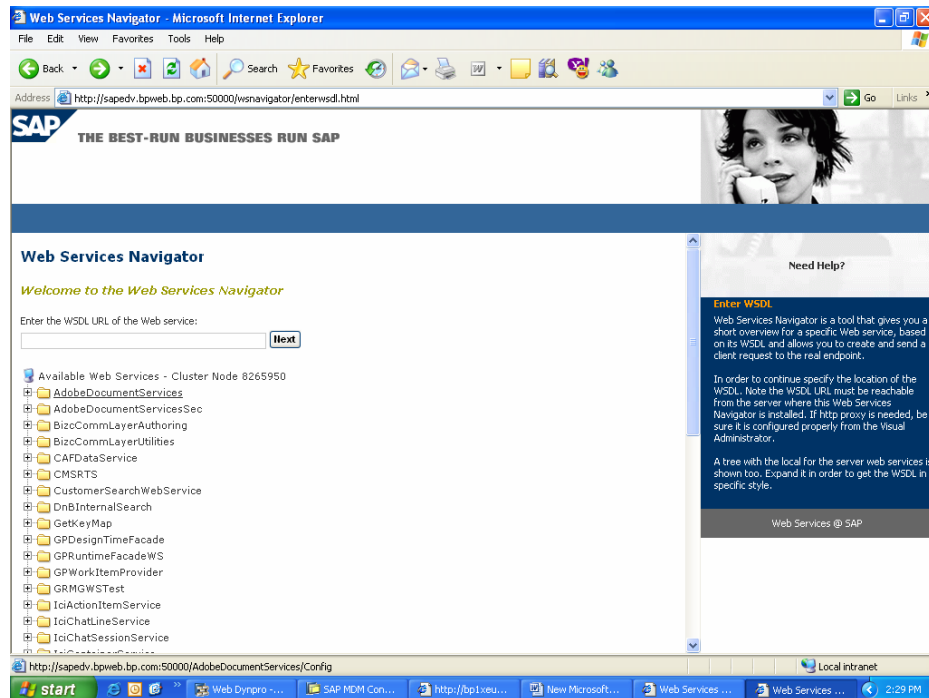 Web Services Navigator - Microsoft Internet Explorer
File Edit View Favorites Tools Help
Back Search Favorites
Address http://sapedv.bpweb.bp.com:50000/wsnavigator/enterwsdl.html Go Links »
SAP THE BEST-RUN BUSINESSES RUN SAP
Web Services Navigator
Welcome to the Web Services Navigator
Enter the WSDL URL of the Web service:
Next
Available Web Services - Cluster Node 8265950
AdobeDocumentServices
AdobeDocumentServicesSec
BizcCommLayerAuthoring
BizcCommLayerUtilities
CAFDataService
CMSRTS
CustomerSearchWebService
DnBInternalSearch
GetKeyMap
GPDesignTimeFacade
GPRuntimeFacadeWS
GPWorkItemProvider
GRMGWSTest
IciActionItemService
IciChatLineService
IciChatSessionService
IciContainerService
Need Help?
Enter WSDL
Web Services Navigator is a tool that gives you a
short overview for a specific Web service, based
on its WSDL and allows you to create and send a
client request to the real endpoint.
In order to continue specify the location of the
WSDL. Note the WSDL URL must be reachable
from the server where this Web Services
Navigator is installed. If http proxy is needed, be
sure it is configured properly from the Visual
Administrator.
A tree with the local for the server web services is
shown too. Expand it in order to get the WSDL in
specific style.
Web Services @ SAP
http://sapedv.bpweb.bp.com:50000/AdobeDocumentServices/Config Local intranet
start » Web Dynpro -... SAP MDM Con... http://bp1xeu... New Microsoft... Web Services ... Web Services ... 2:29 PM